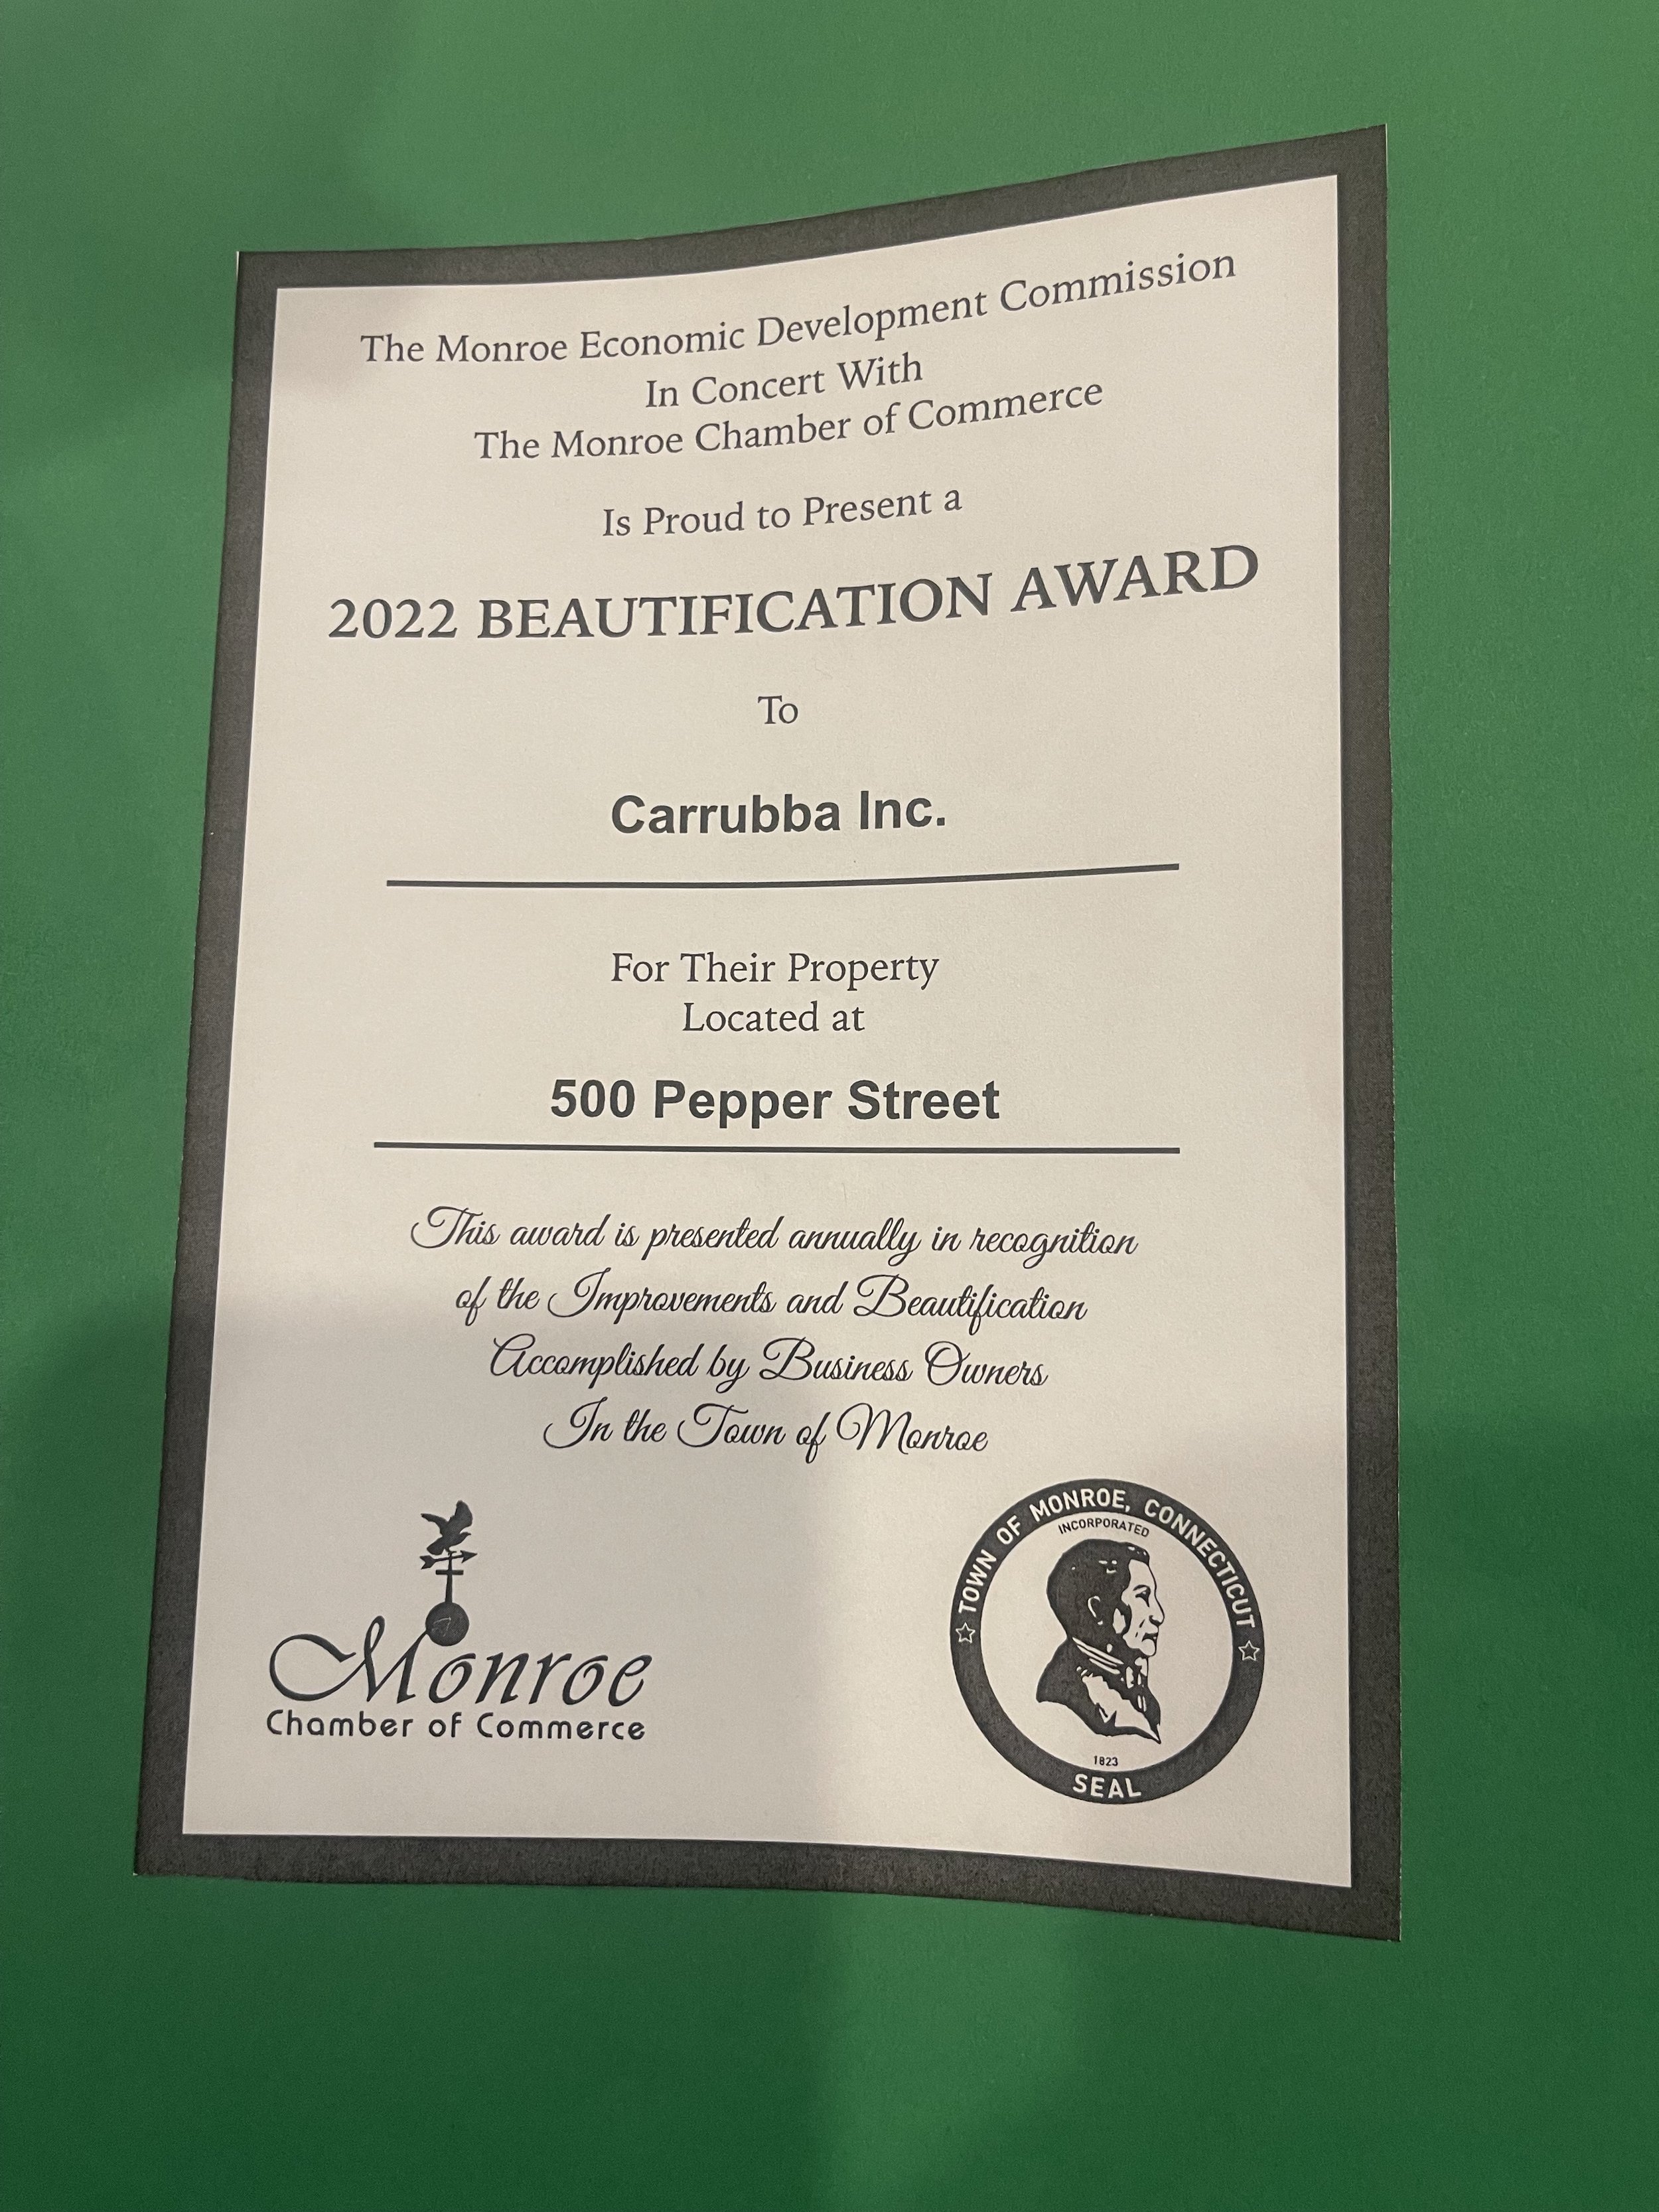 The Monroe Economic Development Commission
In Concert With
The Monroe Chamber of Commerce
Is Proud to Present a
2022 BEAUTIFICATION AWARD
To
Carrubba Inc.
For Their Property
Located at
500 Pepper Street
This award is presented annually in recognition
of the Improvements and Beautification
Accomplished by Business Owners
In the Town of Monroe
Monroe
Chamber of Commerce
TOWN OF MONROE, CONNECTICUT
INCORPORATED
1823
SEAL